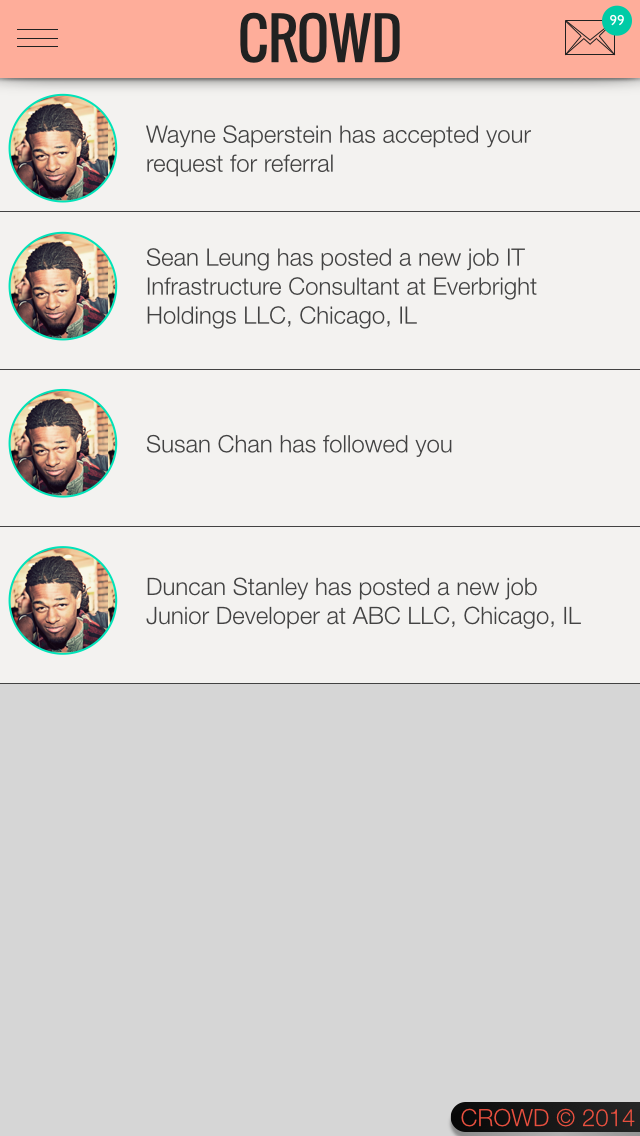 CROWD
99
Wayne Saperstein has accepted your
request for referral
Sean Leung has posted a new job IT
Infrastructure Consultant at Everbright
Holdings LLC, Chicago, IL
Susan Chan has followed you
Duncan Stanley has posted a new job
Junior Developer at ABC LLC, Chicago, IL
CROWD © 2014